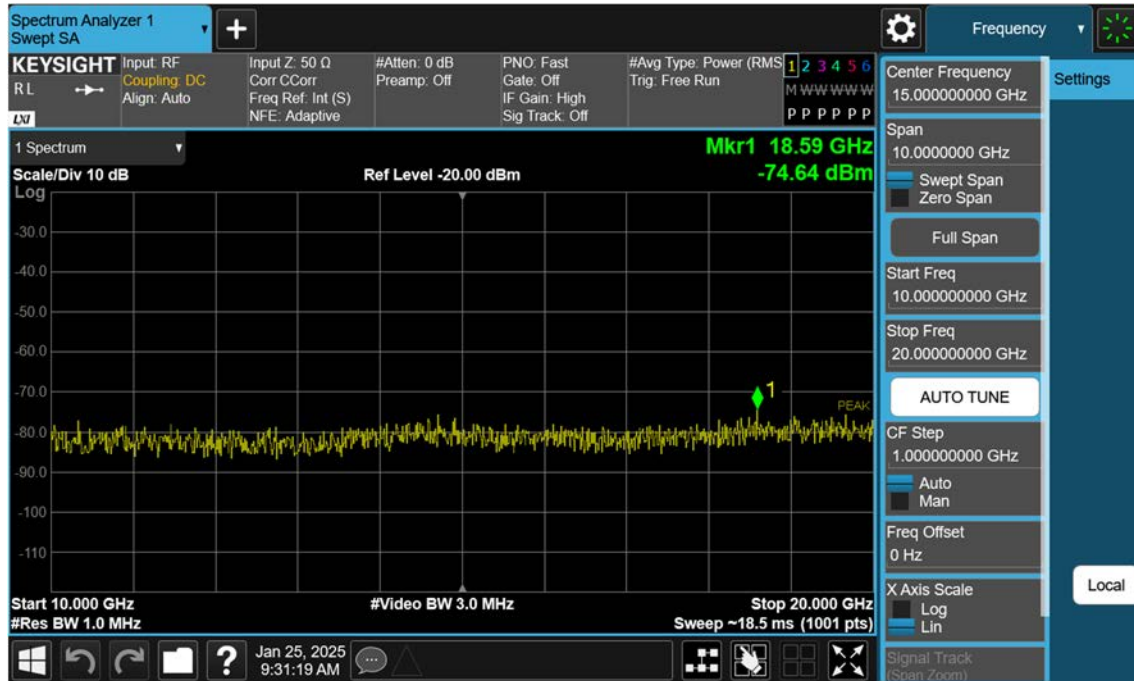 Spectrum Analyzer 1
Swept SA
Frequency
KEYSIGHT
RL
LXI
Input: RF
Coupling: DC
Align: Auto
Input Z: 50 Ω
Corr CCorr
Freq Ref: Int (S)
NFE: Adaptive
#Atten: 0 dB
Preamp: Off
PNO: Fast
Gate: Off
IF Gain: High
Sig Track: Off
#Avg Type: Power (RMS
Trig: Free Run
1 2 3 4 5 6
M W W W W W
P P P P P P
1 Spectrum
Mkr1 18.59 GHz
-74.64 dBm
Scale/Div 10 dB
Ref Level -20.00 dBm
Log
-30.0
-40.0
-50.0
-60.0
-70.0
-80.0
-90.0
-100
-110
1
PEAK
Start 10.000 GHz
#Video BW 3.0 MHz
Stop 20.000 GHz
#Res BW 1.0 MHz
Sweep ~18.5 ms (1001 pts)
Center Frequency
15.000000000 GHz
Span
10.0000000 GHz
Swept Span
Zero Span
Full Span
Start Freq
10.000000000 GHz
Stop Freq
20.000000000 GHz
AUTO TUNE
CF Step
1.000000000 GHz
Auto
Man
Freq Offset
0 Hz
X Axis Scale
Log
Lin
Signal Track
(Span Zoom)
Settings
Local
?
Jan 25, 2025
9:31:19 AM